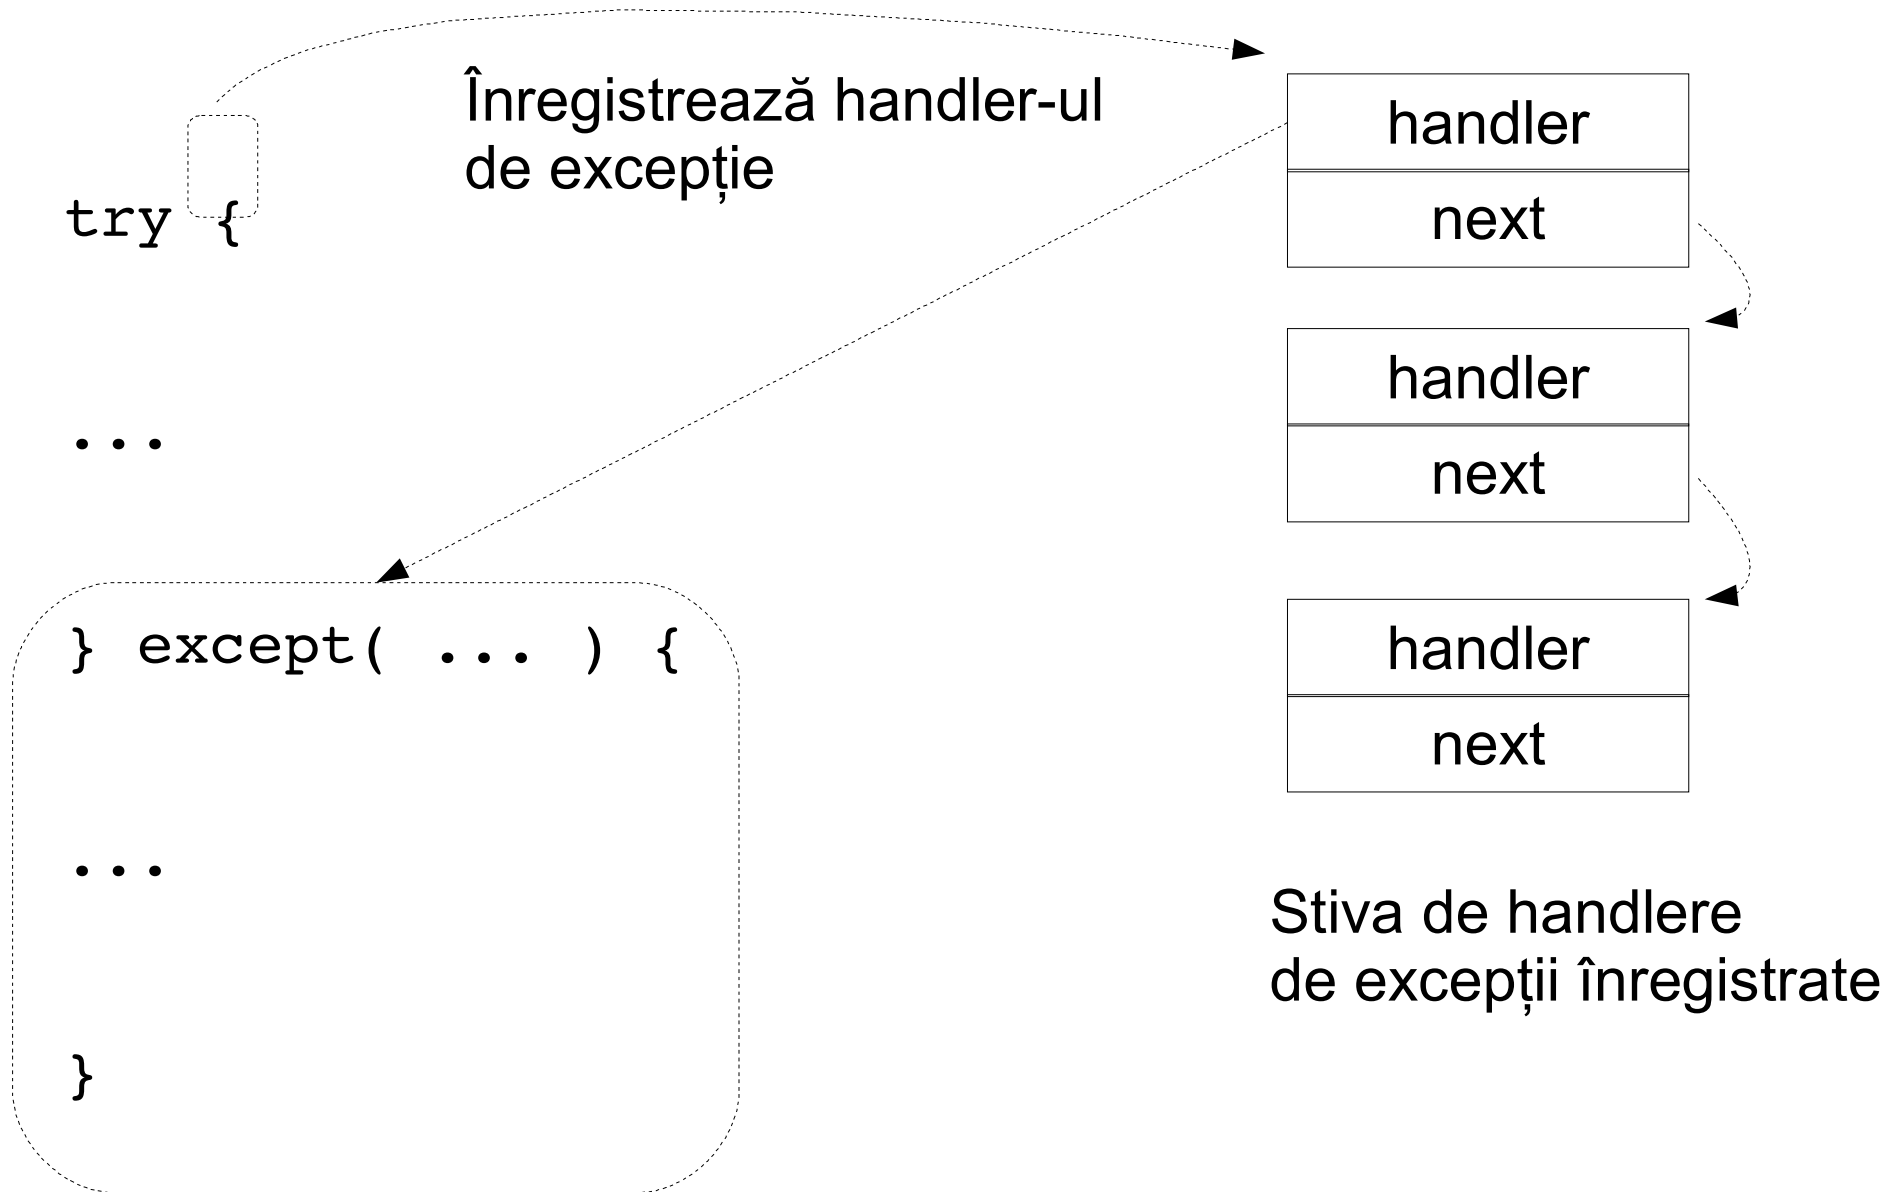 Înregistrează handler-ul
de excepție
try {
...
} except( ... ) {
...
}
handler
next
handler
next
handler
next
Stiva de handlere
de excepții înregistrate